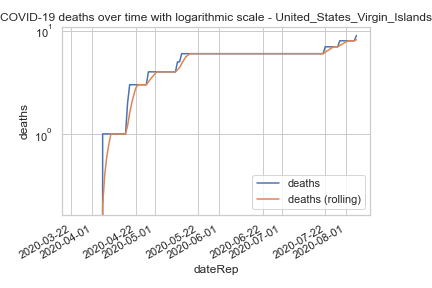 COVID-19 deaths over time with logarithmic scale - United_States_Virgin_Islands
10¹
10⁰
deaths
deaths
deaths (rolling)
2020-03-22
2020-04-01
2020-04-22
2020-05-01
2020-05-22
2020-06-01
2020-06-22
2020-07-01
2020-07-22
2020-08-01
dateRep